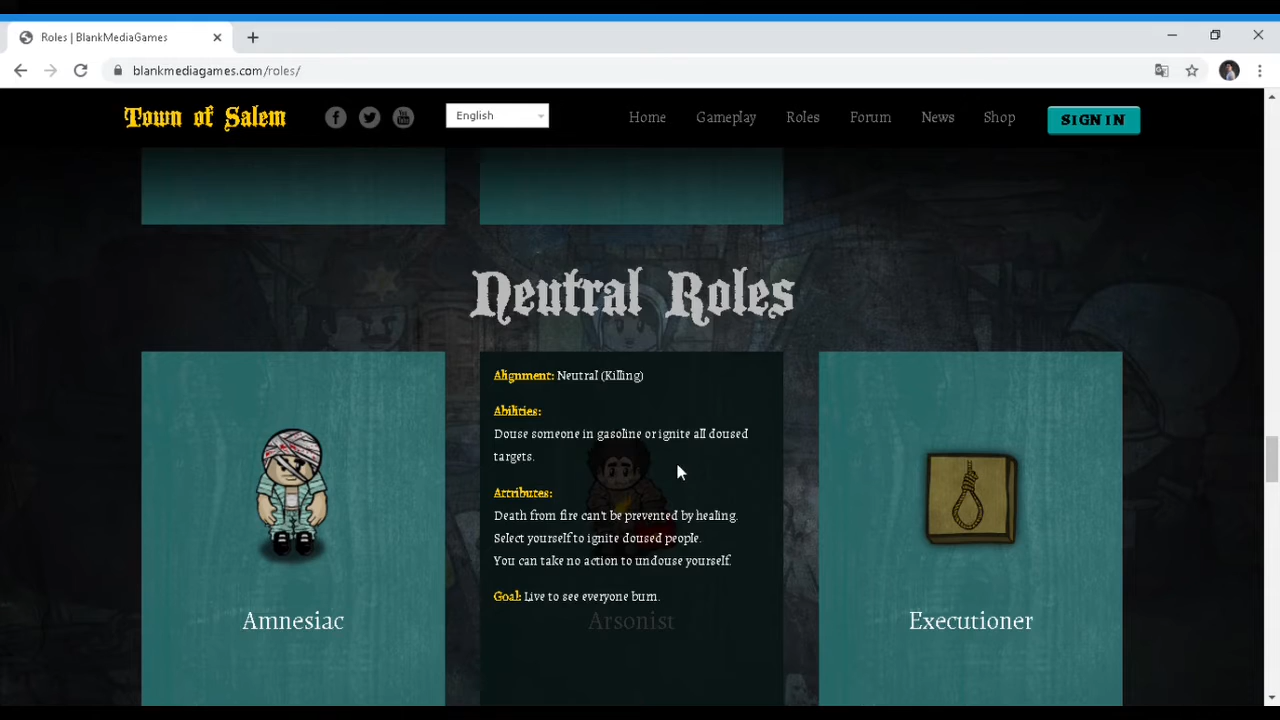 Roles | BlankMediaGames
blankmediagames.com/roles/
Town of Salem
English
Home
Gameplay
Roles
Forum
News
Shop
SIGN IN
Neutral Roles
Amnesiac
Alignment: Neutral (Killing)
Abilities:
Douse someone in gasoline or ignite all doused
targets.
Attributes:
Death from fire can't be prevented by healing.
Select yourself to ignite doused people.
You can take no action to undouse yourself.
Goal: Live to see everyone burn.
Arsonist
Executioner